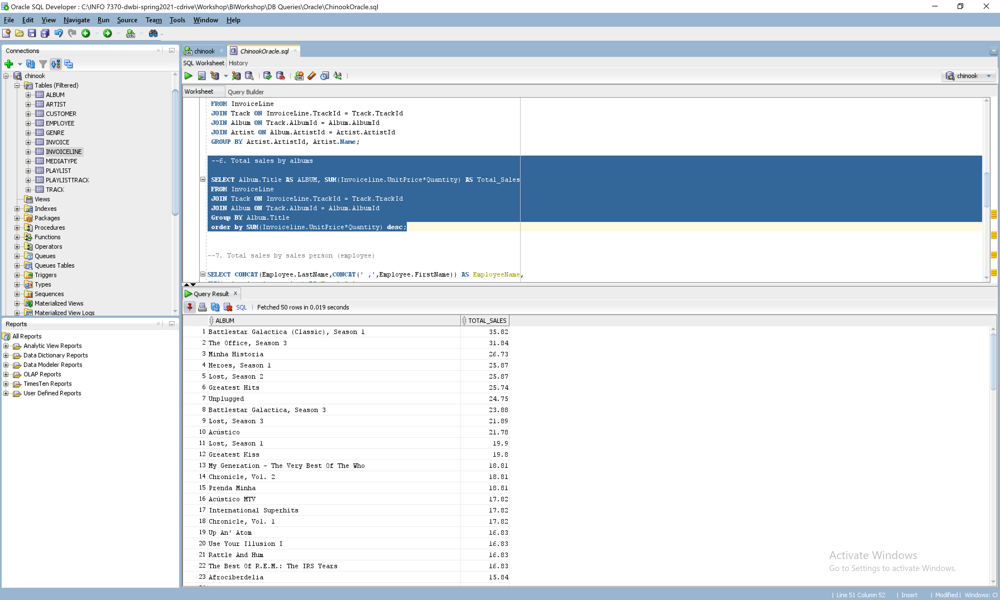 Oracle SQL Developer : C:\INFO 7370-dwbi-spring2021-cdrive\Workshop\BIWorkshop\DB Queries\Oracle\ChinookOracle.sql
File Edit View Navigate Run Source Team Tools Window Help
Connections
chinook
Tables (Filtered)
ALBUM
ARTIST
CUSTOMER
EMPLOYEE
GENRE
INVOICE
INVOICELINE
MEDIATYPE
PLAYLIST
PLAYLISTTRACK
TRACK
Views
Indexes
Packages
Procedures
Functions
Operators
Queues
Queues Tables
Triggers
Types
Sequences
Materialized Views
Materialized View Logs
Reports
All Reports
Analytic View Reports
Data Dictionary Reports
Data Modeler Reports
OLAP Reports
TimesTen Reports
User Defined Reports
chinook ChinookOracle.sql
SQL Worksheet History
chinook
Worksheet Query Builder
FROM InvoiceLine
JOIN Track ON InvoiceLine.TrackId = Track.TrackId
JOIN Album ON Track.AlbumId = Album.AlbumId
JOIN Artist ON Album.ArtistId = Artist.ArtistId
GROUP BY Artist.ArtistId, Artist.Name;
--6. Total sales by albums
SELECT Album.Title AS ALBUM, SUM(Invoiceline.UnitPrice*Quantity) AS Total_Sales
FROM InvoiceLine
JOIN Track ON InvoiceLine.TrackId = Track.TrackId
JOIN Album ON Track.AlbumId = Album.AlbumId
Group BY Album.Title
order by SUM(Invoiceline.UnitPrice*Quantity) desc;
--7. Total sales by sales person (employee)
SELECT CONCAT(Employee.LastName,CONCAT(' ,',Employee.FirstName)) AS EmployeeName,
Query Result
SQL | Fetched 50 rows in 0.019 seconds
ALBUM TOTAL_SALES
1 Battlestar Galactica (Classic), Season 1 35.82
2 The Office, Season 3 31.84
3 Minha Historia 26.73
4 Heroes, Season 1 25.87
5 Lost, Season 2 25.87
6 Greatest Hits 25.74
7 Unplugged 24.75
8 Battlestar Galactica, Season 3 23.88
9 Lost, Season 3 21.89
10 Acústico 21.78
11 Lost, Season 1 19.9
12 Greatest Kiss 19.8
13 My Generation - The Very Best Of The Who 18.81
14 Chronicle, Vol. 2 18.81
15 Prenda Minha 18.81
16 Acústico MTV 17.82
17 International Superhits 17.82
18 Chronicle, Vol. 1 17.82
19 Up An' Atom 16.83
20 Use Your Illusion I 16.83
21 Rattle And Hum 16.83
22 The Best Of R.E.M.: The IRS Years 16.83
23 Afrociberdelia 15.84
Activate Windows
Go to Settings to activate Windows.
| Line 51 Column 52 | Insert | Modified | Windows: Cl